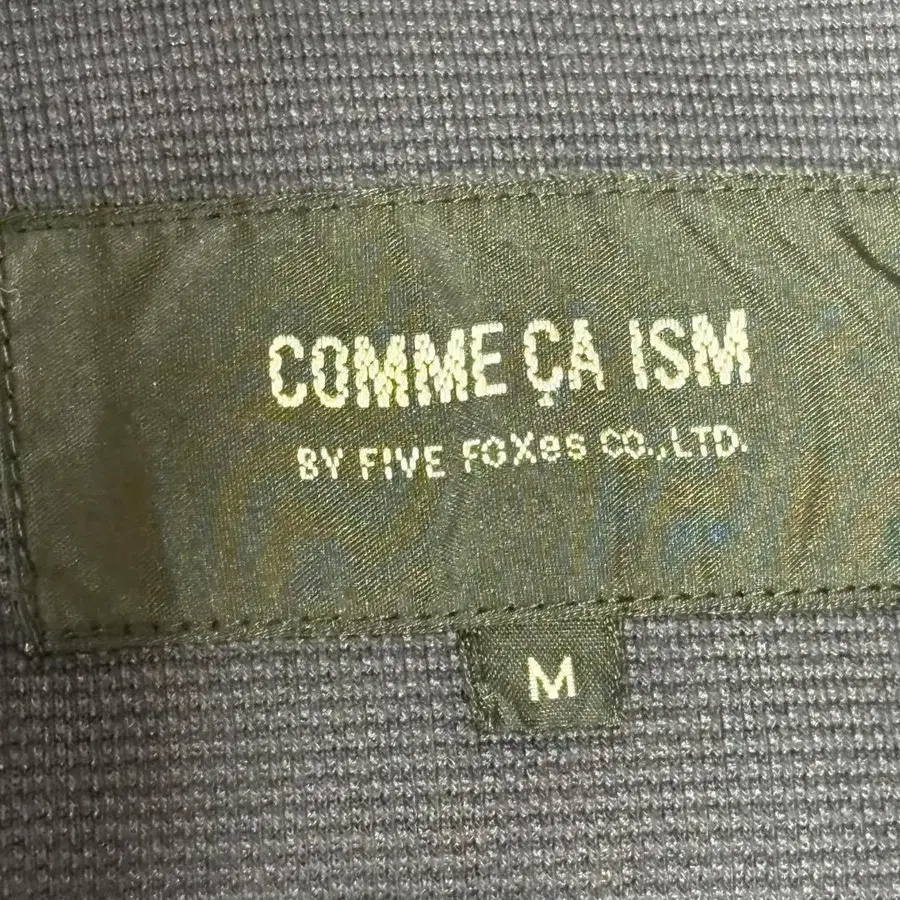 COMME ÇA ISM
BY FIVE FOXes CO.,LTD.
M